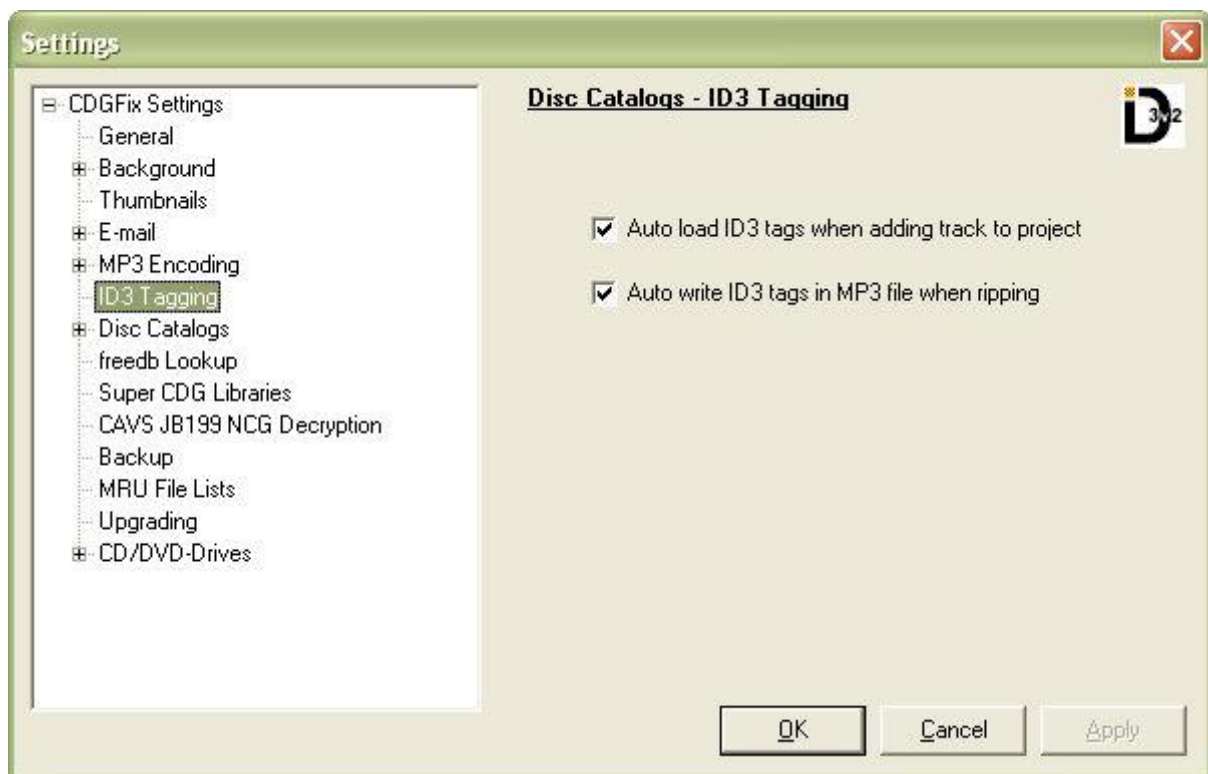 Settings
CDGFix Settings
General
Background
Thumbnails
E-mail
MP3 Encoding
ID3 Tagging
Disc Catalogs
freedb Lookup
Super CDG Libraries
CAVS JB199 NCG Decryption
Backup
MRU File Lists
Upgrading
CD/DVD-Drives
Disc Catalogs - ID3 Tagging
Auto load ID3 tags when adding track to project
Auto write ID3 tags in MP3 file when ripping
OK
Cancel
Apply